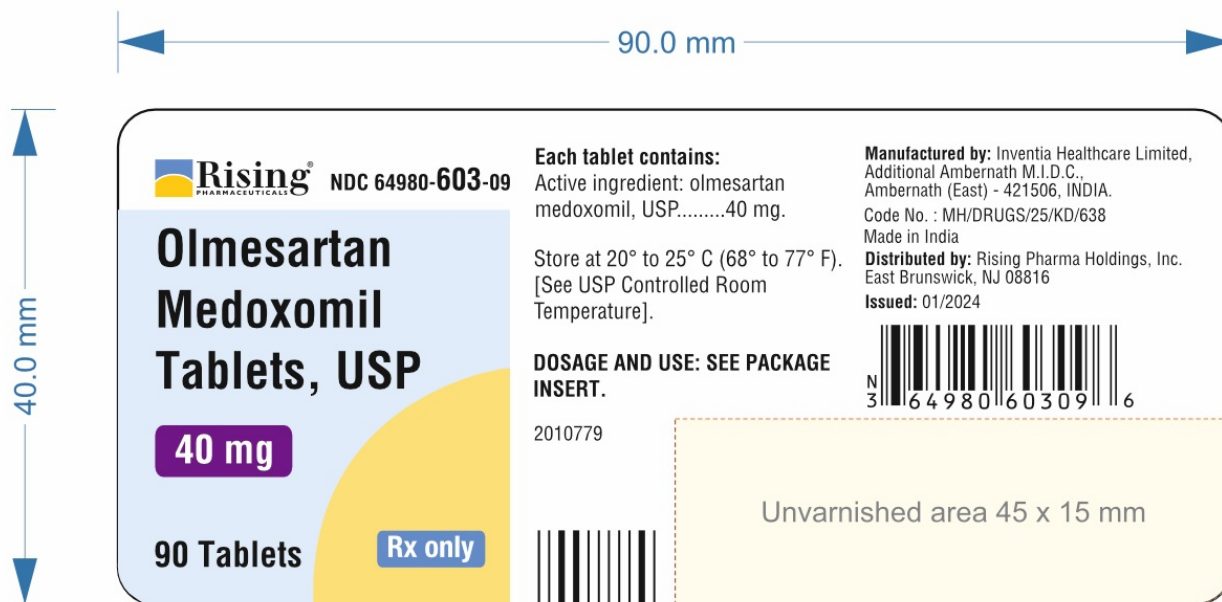 90.0 mm
40.0 mm
Rising®
PHARMACEUTICALS
NDC 64980-603-09
Olmesartan
Medoxomil
Tablets, USP
40 mg
90 Tablets
Rx only
Each tablet contains:
Active ingredient: olmesartan
medoxomil, USP.........40 mg.
Store at 20° to 25° C (68° to 77° F).
[See USP Controlled Room
Temperature].
DOSAGE AND USE: SEE PACKAGE
INSERT.
2010779
Manufactured by: Inventia Healthcare Limited,
Additional Ambernath M.I.D.C.,
Ambernath (East) - 421506, INDIA.
Code No. : MH/DRUGS/25/KD/638
Made in India
Distributed by: Rising Pharma Holdings, Inc.
East Brunswick, NJ 08816
Issued: 01/2024
N
3 64980 60309 6
Unvarnished area 45 x 15 mm